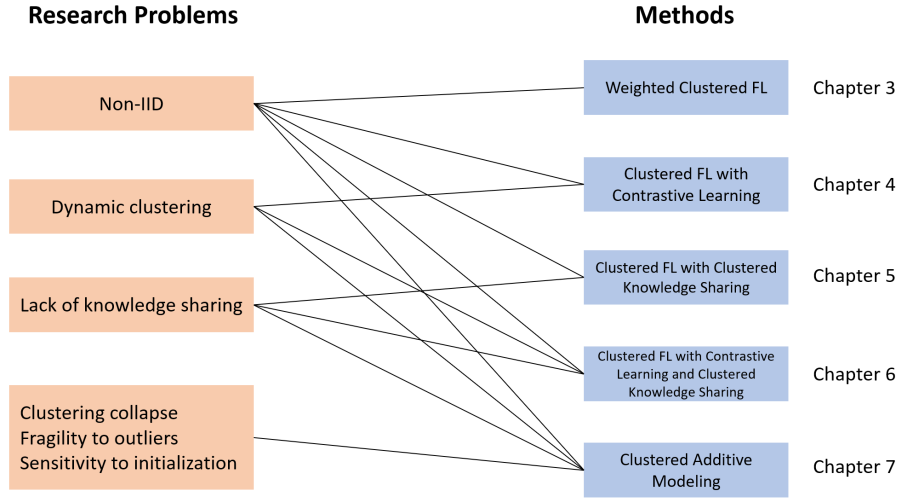 Research Problems
Methods
Non-IID
Weighted Clustered FL
Chapter 3
Dynamic clustering
Clustered FL with
Contrastive Learning
Chapter 4
Lack of knowledge sharing
Clustered FL with Clustered
Knowledge Sharing
Chapter 5
Clustered FL with Contrastive
Learning and Clustered
Knowledge Sharing
Chapter 6
Clustering collapse
Fragility to outliers
Sensitivity to initialization
Clustered Additive
Modeling
Chapter 7